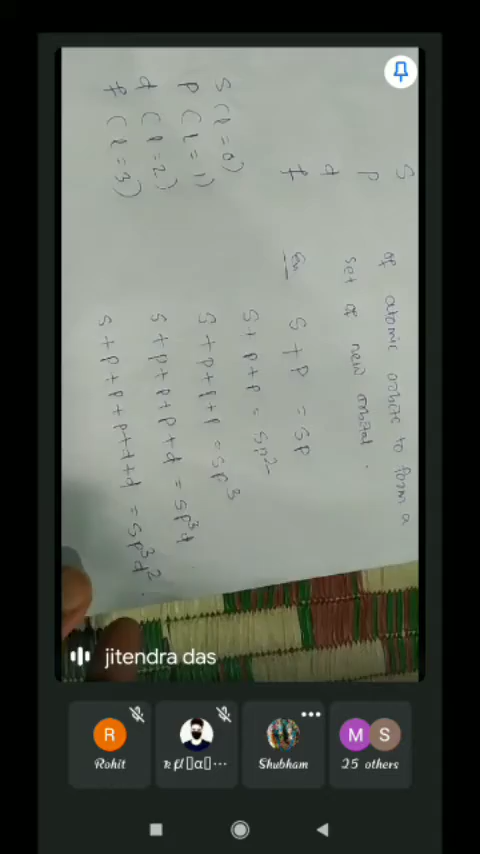 S of atomic orbite to form a
p set of new orbital.
d
f Ex S + p = sp
S (l=0) S + p + p = sp²
p (l=1) S + p + p + p = sp³
d (l=2) S + p + p + p + d = sp³d
f (l=3) S + p + p + p + d + d = sp³d².
jitendra das
R
Rohit
Shubham
M S
25 others